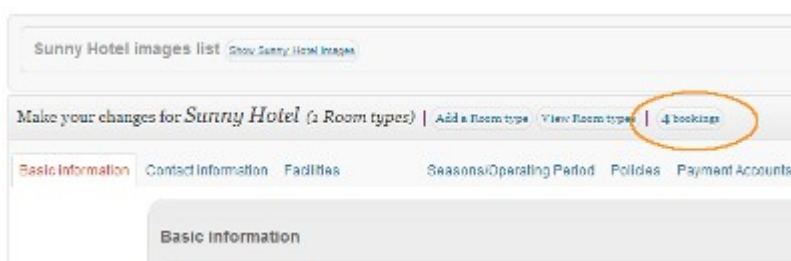 Sunny Hotel images list Show Sunny Hotel images
Make your changes for Sunny Hotel (2 Room types) | Add a Room type View Room types | 4 bookings
Basic information Contact information Facilities Seasons/Operating Period Policies Payment Accounts
Basic information